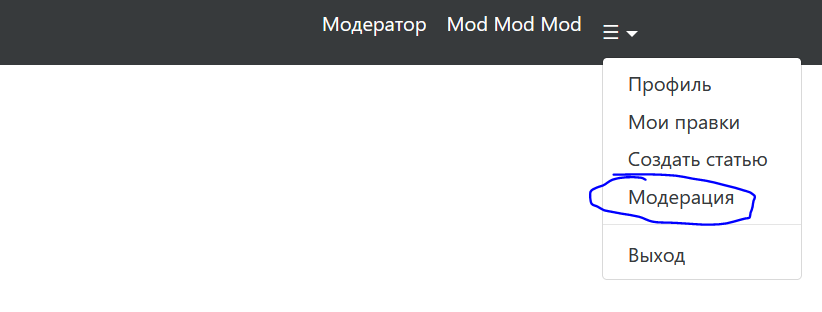 Модератор Mod Mod Mod ☰
Профиль
Мои правки
Создать статью
Модерация
Выход